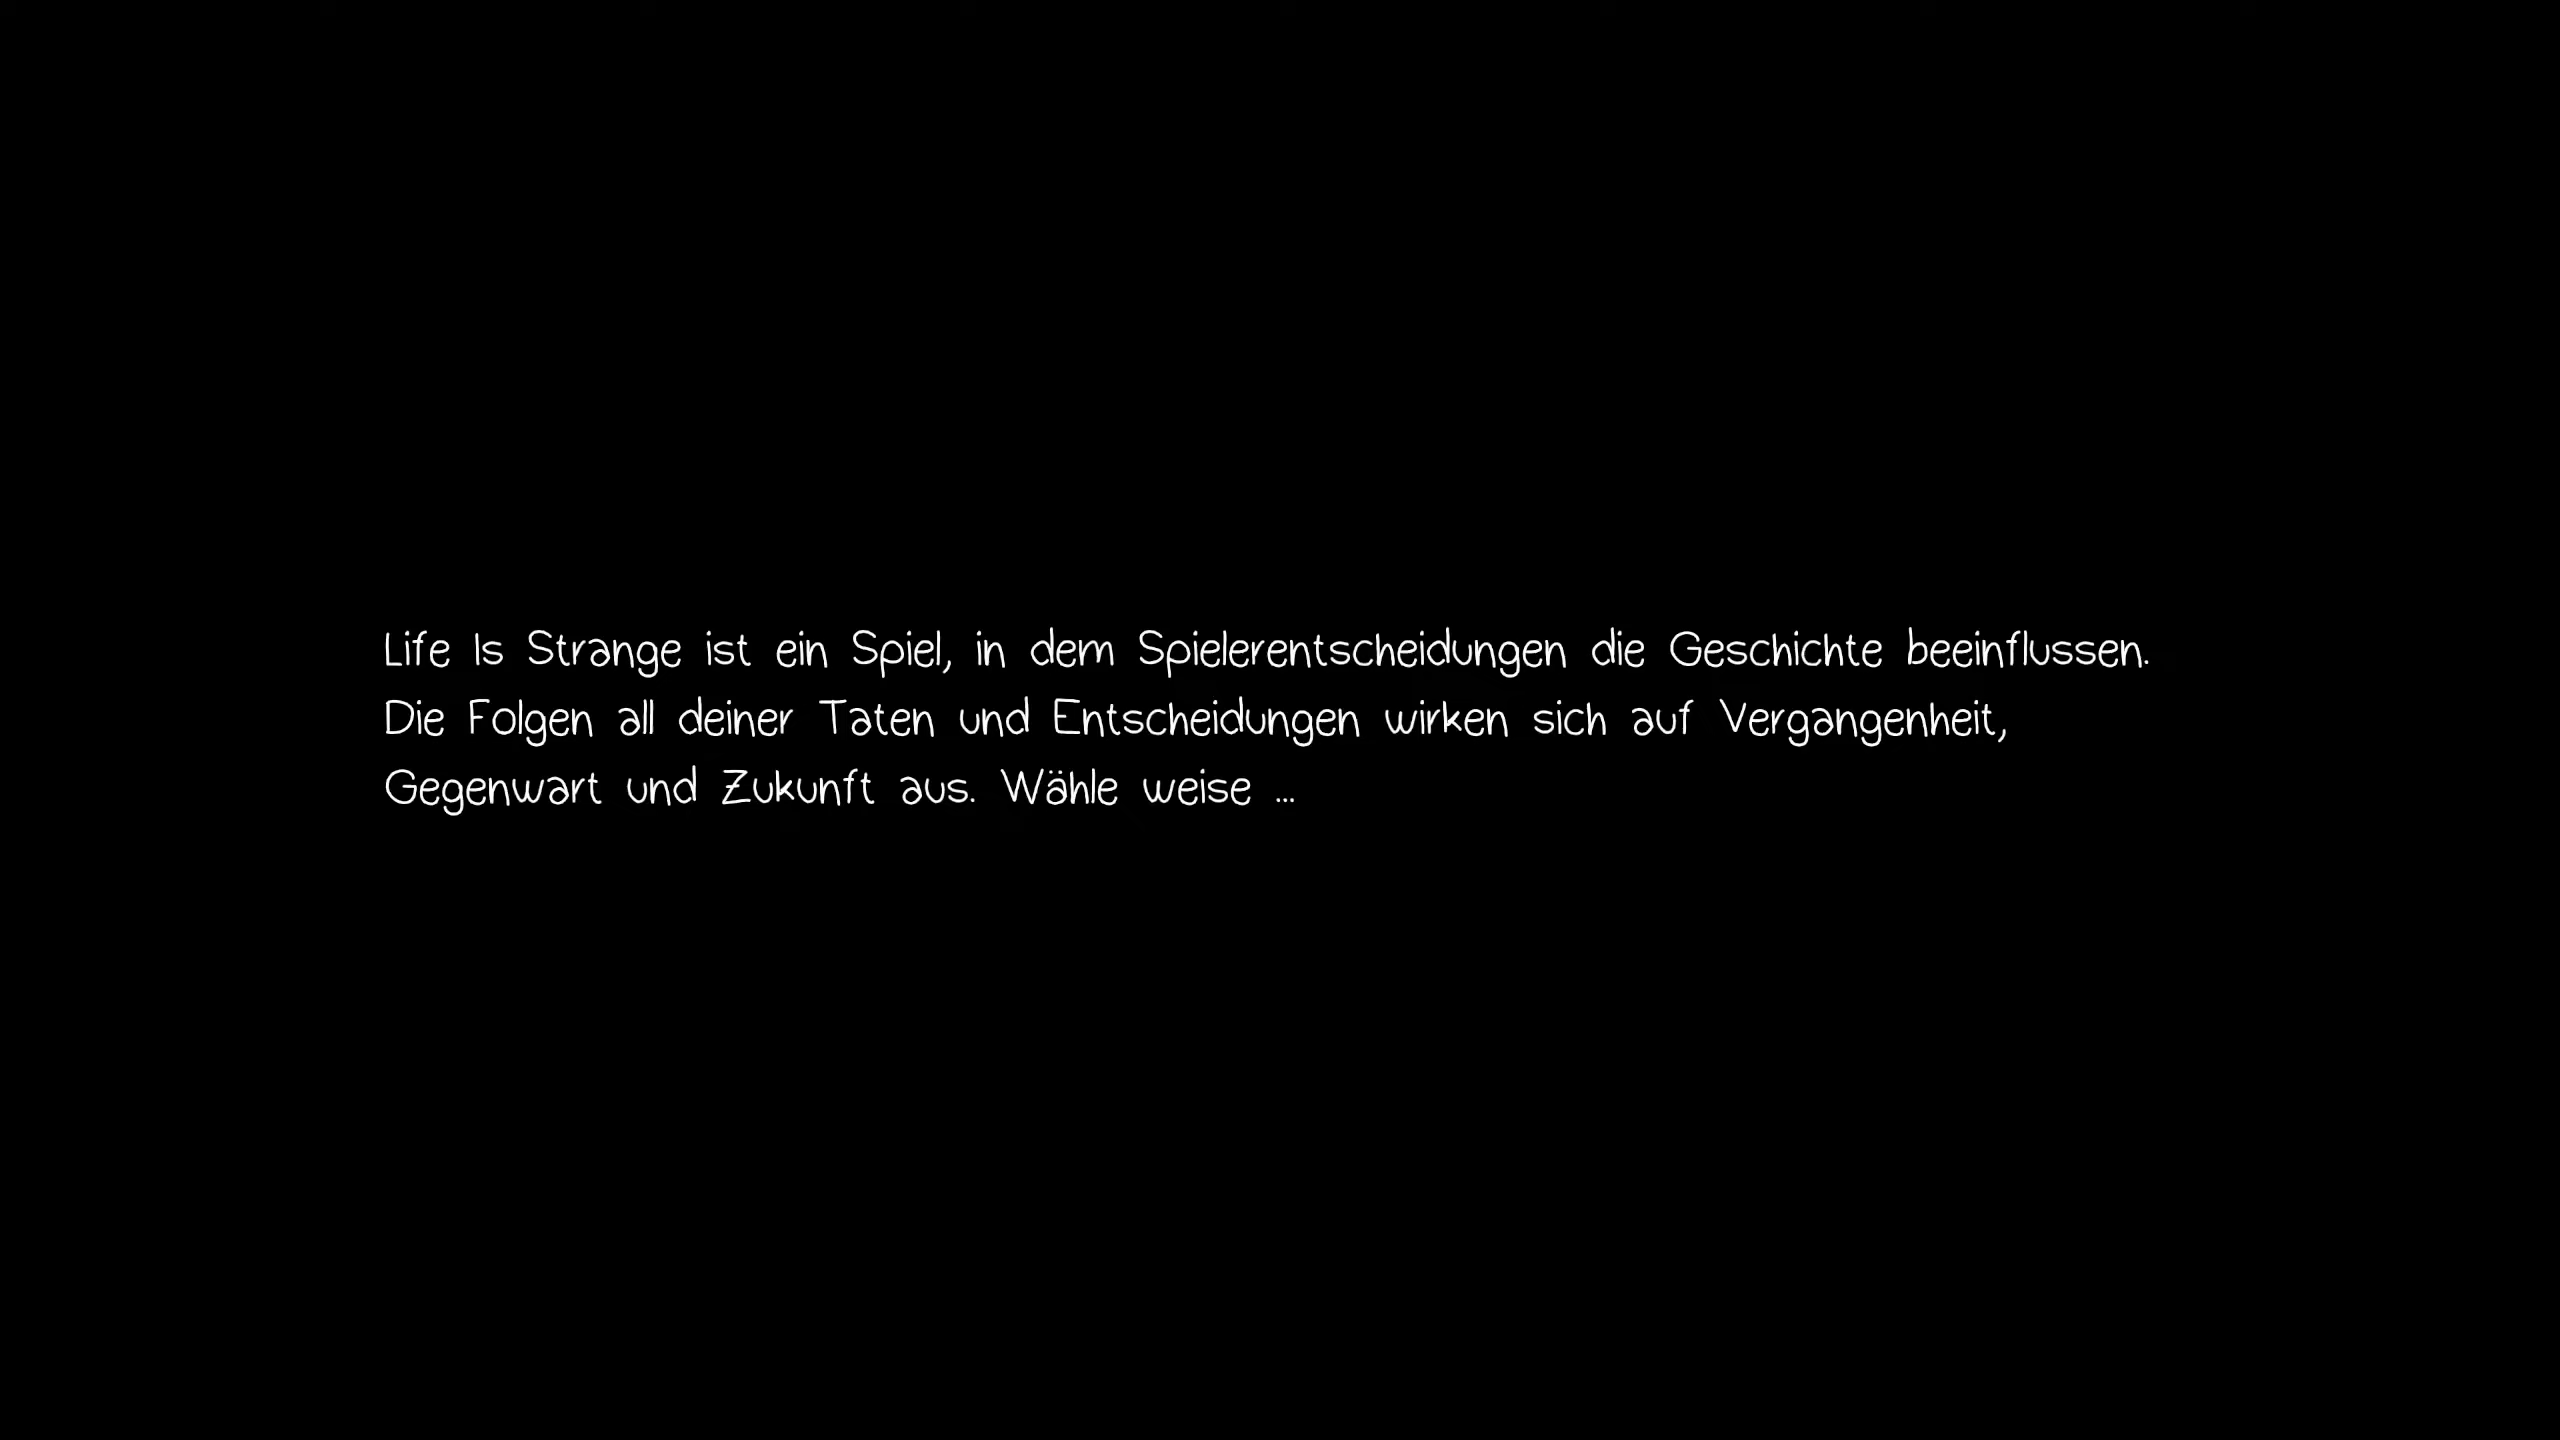 Life Is Strange ist ein Spiel, in dem Spielerentscheidungen die Geschichte beeinflussen.
Die Folgen all deiner Taten und Entscheidungen wirken sich auf Vergangenheit,
Gegenwart und Zukunft aus. Wähle weise ...